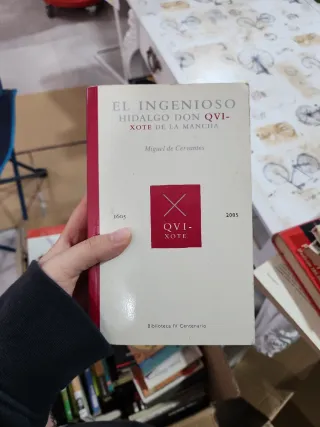 EL INGENIOSO
HIDALGO DON QVI-
XOTE DE LA MANCHA
Miguel de Cervantes
1605
2005
QVI-
XOTE
Biblioteca IV Centenario